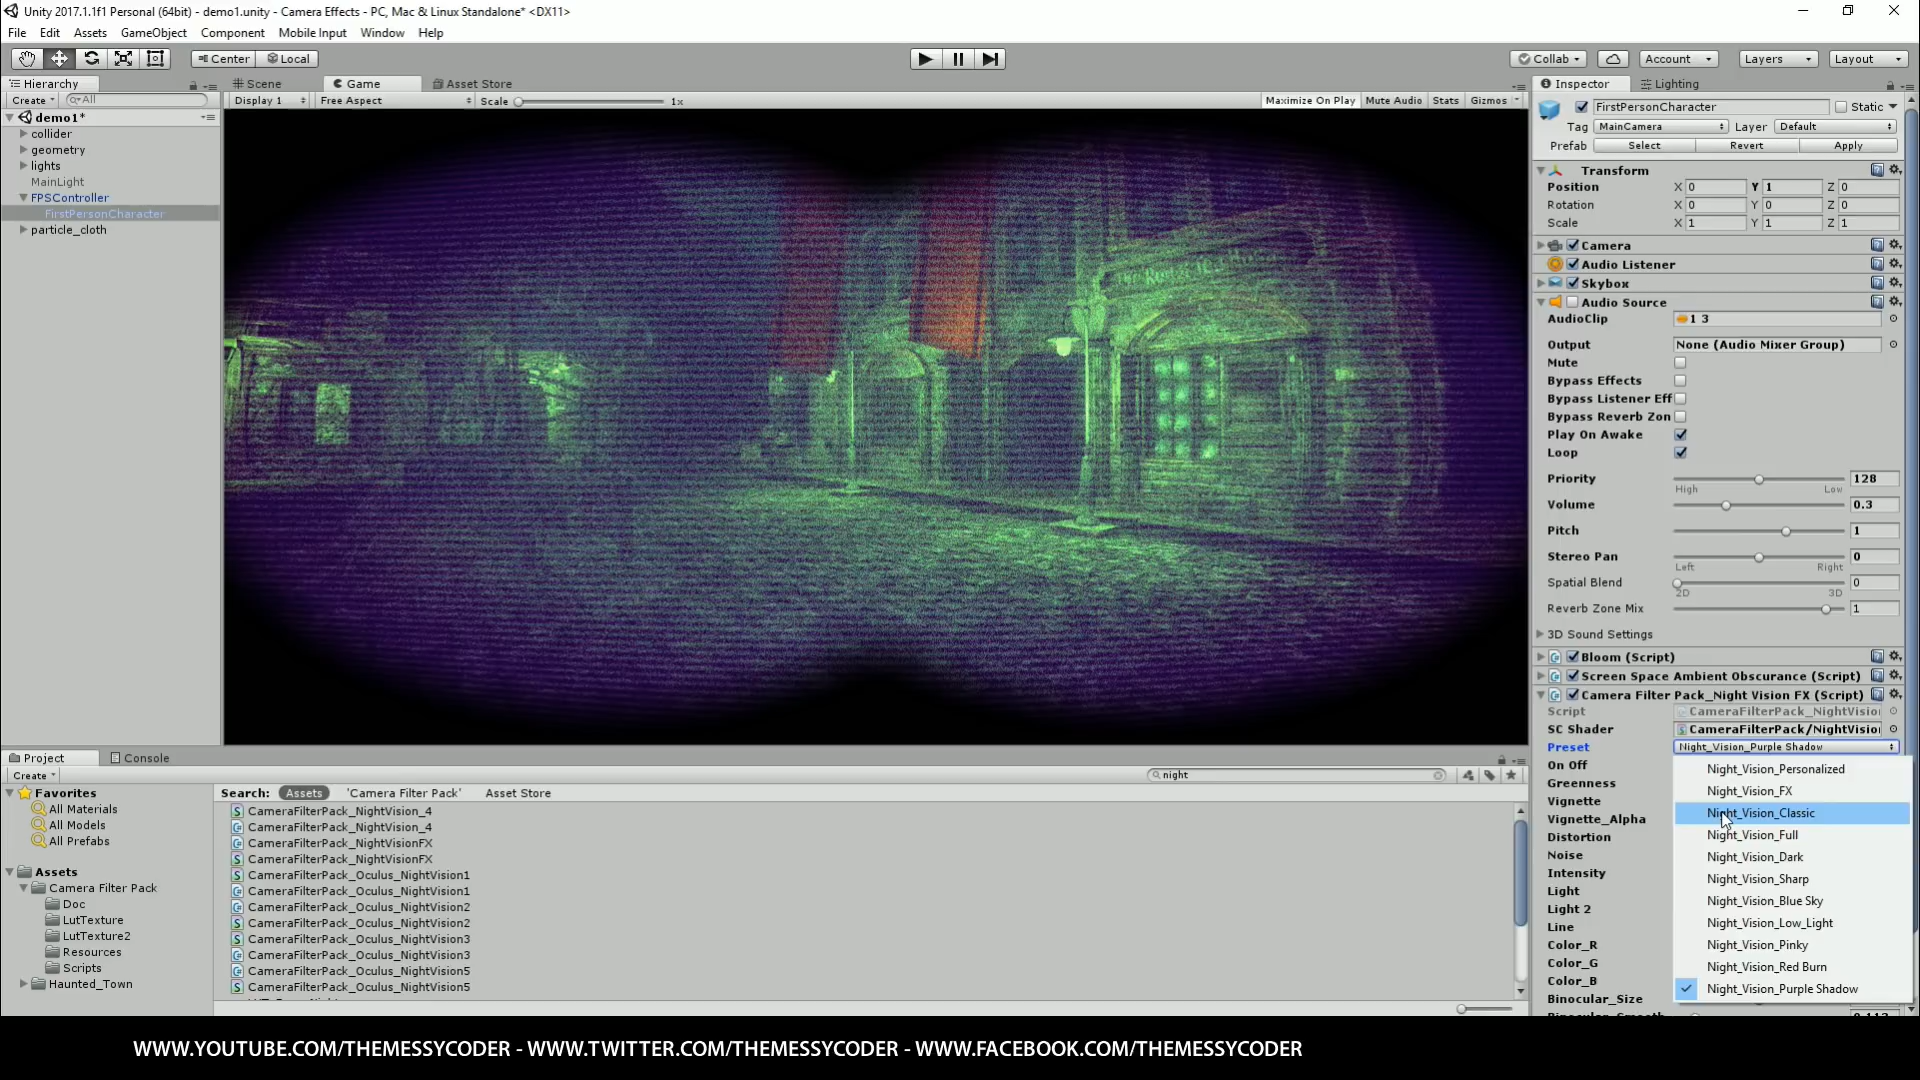 Unity 2017.1.1f1 Personal (64bit) - demo1.unity - Camera Effects - PC, Mac & Linux Standalone* <DX11>
File Edit Assets GameObject Component Mobile Input Window Help
Center Local Collab Account Layers Layout
Hierarchy
Create All
demo1*
collider
geometry
lights
MainLight
FPSController
FirstPersonCharacter
particle_cloth
Scene Game Asset Store
Display 1 Free Aspect Scale 1x Maximize On Play Mute Audio Stats Gizmos
Inspector Lighting
FirstPersonCharacter Static
Tag MainCamera Layer Default
Prefab Select Revert Apply
Transform
Position X 0 Y 1 Z 0
Rotation X 0 Y 0 Z 0
Scale X 1 Y 1 Z 1
Camera
Audio Listener
Skybox
Audio Source
AudioClip 1 3
Output None (Audio Mixer Group)
Mute
Bypass Effects
Bypass Listener Eff
Bypass Reverb Zon
Play On Awake
Loop
Priority 128
High Low
Volume 0.3
Pitch 1
Stereo Pan 0
Left Right
Spatial Blend 0
2D 3D
Reverb Zone Mix 1
3D Sound Settings
Bloom (Script)
Screen Space Ambient Obscurance (Script)
Camera Filter Pack_Night Vision FX (Script)
Script CameraFilterPack_NightVisio
SC Shader CameraFilterPack/NightVisio
Preset Night_Vision_Purple Shadow
On Off
Greenness
Vignette
Vignette_Alpha
Distortion
Noise
Intensity
Light
Light 2
Line
Color_R
Color_G
Color_B
Binocular_Size
Night_Vision_Personalized
Night_Vision_FX
Night_Vision_Classic
Night_Vision_Full
Night_Vision_Dark
Night_Vision_Sharp
Night_Vision_Blue Sky
Night_Vision_Low_Light
Night_Vision_Pinky
Night_Vision_Red Burn
Night_Vision_Purple Shadow
Project Console
Create night
Favorites
All Materials
All Models
All Prefabs
Assets
Camera Filter Pack
Doc
LutTexture
LutTexture2
Resources
Scripts
Haunted_Town
Search: Assets 'Camera Filter Pack' Asset Store
CameraFilterPack_NightVision_4
CameraFilterPack_NightVision_4
CameraFilterPack_NightVisionFX
CameraFilterPack_NightVisionFX
CameraFilterPack_Oculus_NightVision1
CameraFilterPack_Oculus_NightVision1
CameraFilterPack_Oculus_NightVision2
CameraFilterPack_Oculus_NightVision2
CameraFilterPack_Oculus_NightVision3
CameraFilterPack_Oculus_NightVision3
CameraFilterPack_Oculus_NightVision5
CameraFilterPack_Oculus_NightVision5
WWW.YOUTUBE.COM/THEMESSYCODER - WWW.TWITTER.COM/THEMESSYCODER - WWW.FACEBOOK.COM/THEMESSYCODER